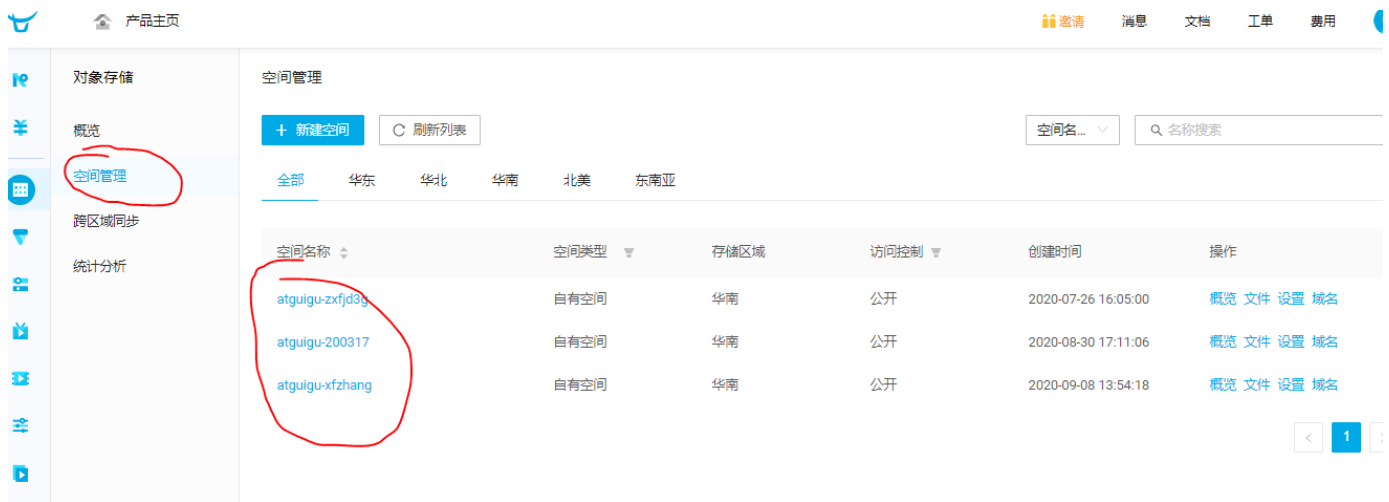 产品主页 邀请 消息 文档 工单 费用
对象存储 空间管理
概览 + 新建空间 刷新列表 空间名... 名称搜索
空间管理 全部 华东 华北 华南 北美 东南亚
跨区域同步
统计分析 空间名称 空间类型 存储区域 访问控制 创建时间 操作
atguigu-zxfjd3g 自有空间 华南 公开 2020-07-26 16:05:00 概览 文件 设置 域名
atguigu-200317 自有空间 华南 公开 2020-08-30 17:11:06 概览 文件 设置 域名
atguigu-xfzhang 自有空间 华南 公开 2020-09-08 13:54:18 概览 文件 设置 域名
< 1